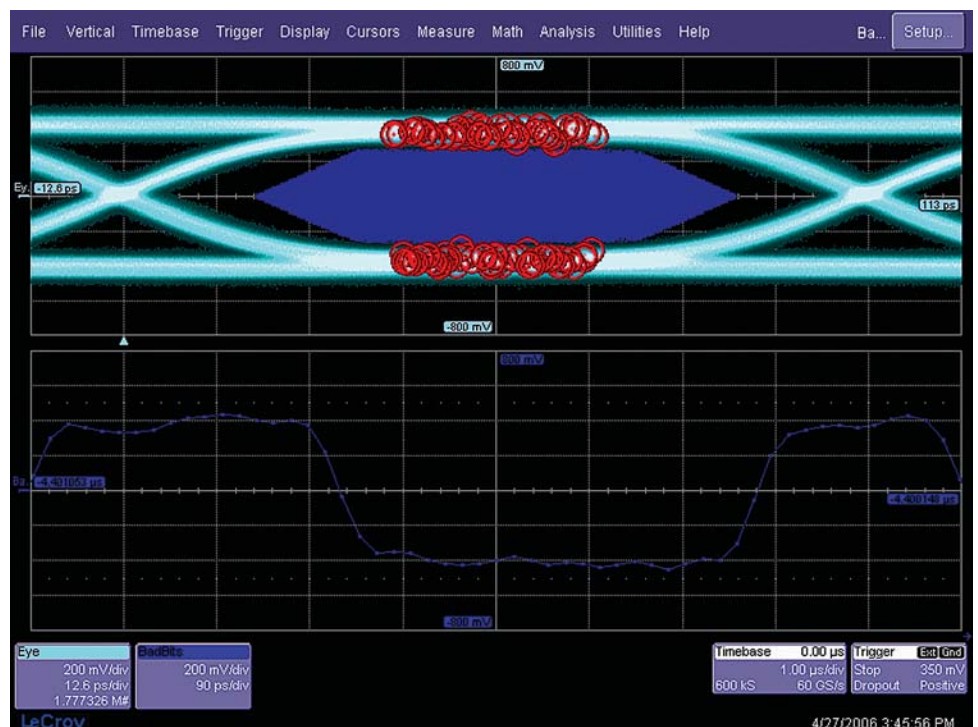 File Vertical Timebase Trigger Display Cursors Measure Math Analysis Utilities Help Ba... Setup...
800 mV
Ey. -12.6 ps
113 ps
-800 mV
800 mV
Ba. -4.401053 µs
-4.400148 µs
-800 mV
Eye
200 mV/div
12.6 ps/div
1.777326 M#
BadBits
200 mV/div
90 ps/div
Timebase 0.00 µs
1.00 µs/div
600 kS 60 GS/s
Trigger Ext Gnd
Stop 350 mV
Dropout Positive
LeCroy
4/27/2006 3:45:56 PM